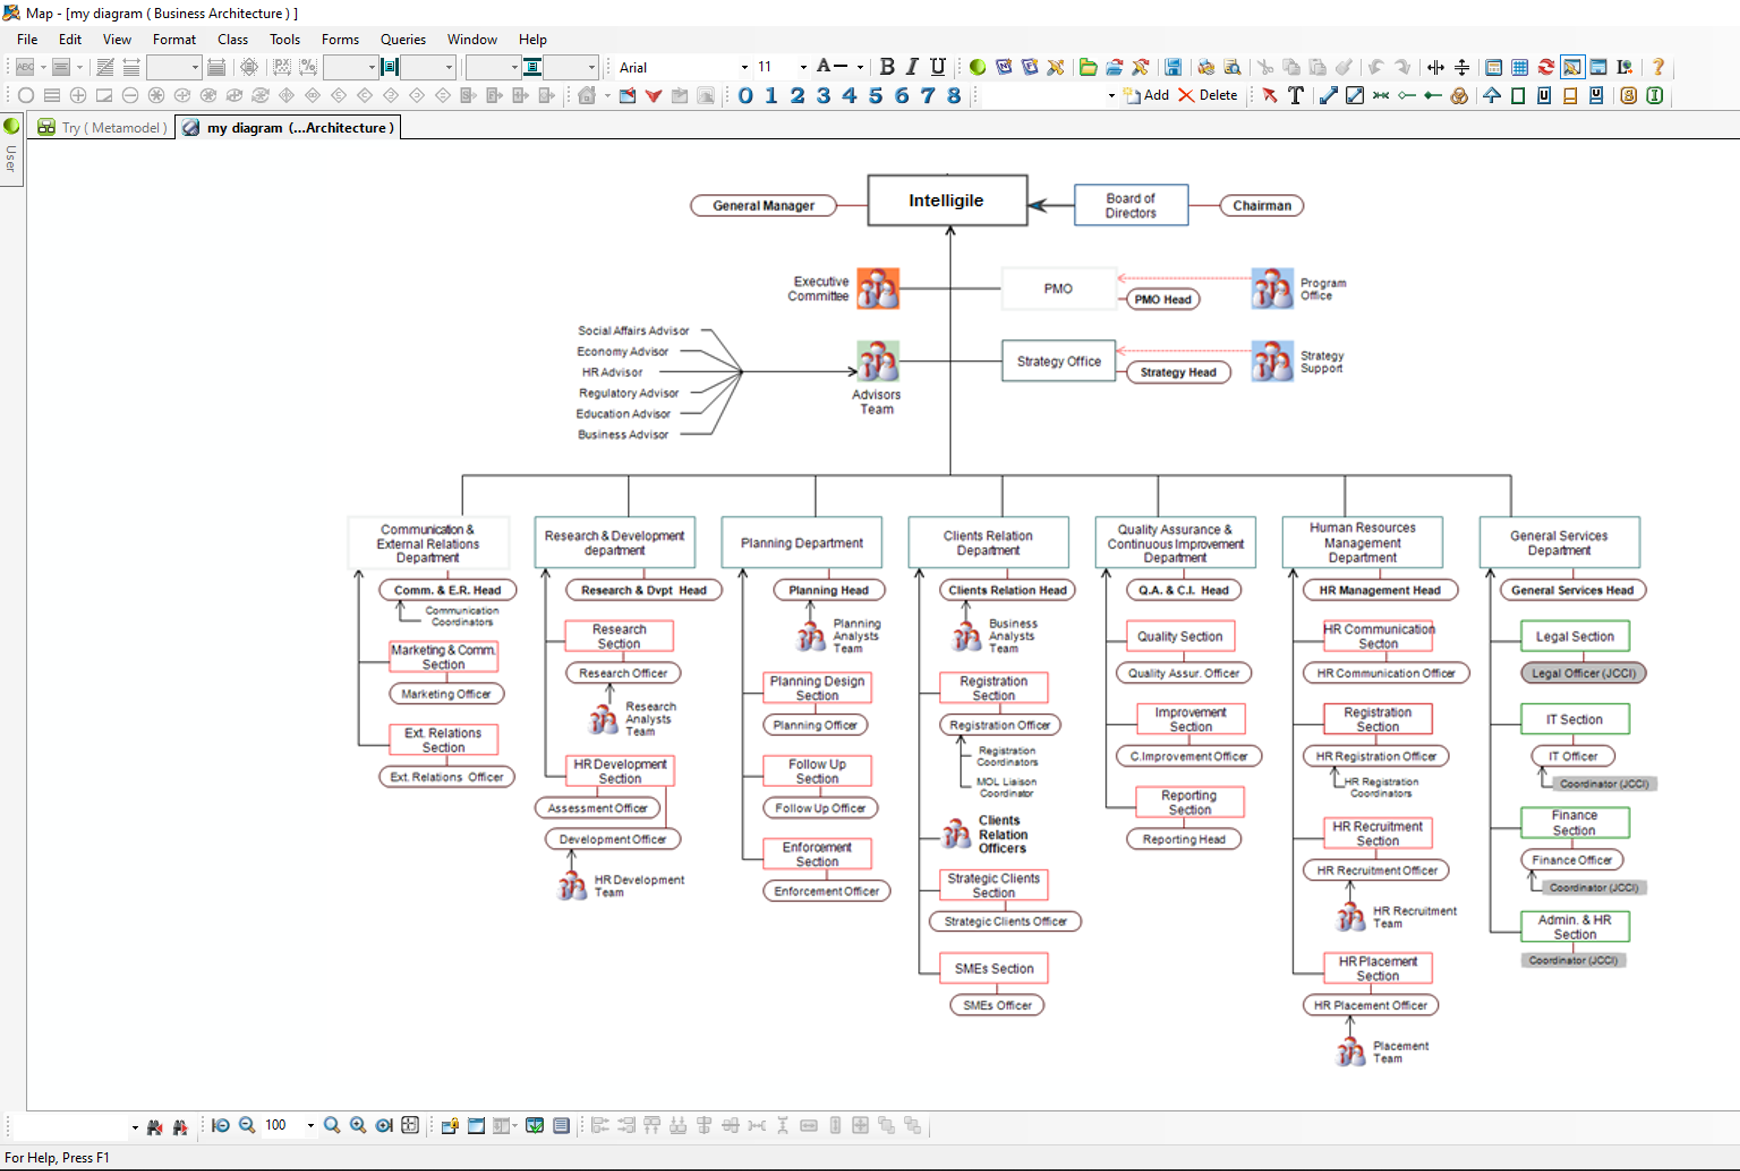 Map - [my diagram ( Business Architecture ) ]
File Edit View Format Class Tools Forms Queries Window Help
ABC Arial 11 A B I U
0 1 2 3 4 5 6 7 8 Add Delete
Try ( Metamodel ) my diagram (...Architecture )
User
General Manager
Intelligile
Board of
Directors
Chairman
Executive
Committee
PMO
PMO Head
Program
Office
Social Affairs Advisor
Economy Advisor
HR Advisor
Regulatory Advisor
Education Advisor
Business Advisor
Advisors
Team
Strategy Office
Strategy Head
Strategy
Support
Communication &
External Relations
Department
Comm. & E.R. Head
Communication
Coordinators
Marketing & Comm.
Section
Marketing Officer
Ext. Relations
Section
Ext. Relations Officer
Research & Development
department
Research & Dvpt Head
Research
Section
Research Officer
Research
Analysts
Team
HR Development
Section
Assessment Officer
Development Officer
HR Development
Team
Planning Department
Planning Head
Planning
Analysts
Team
Planning Design
Section
Planning Officer
Follow Up
Section
Follow Up Officer
Enforcement
Section
Enforcement Officer
Clients Relation
Department
Clients Relation Head
Business
Analysts
Team
Registration
Section
Registration Officer
Registration
Coordinators
MOL Liaison
Coordinator
Clients
Relation
Officers
Strategic Clients
Section
Strategic Clients Officer
SMEs Section
SMEs Officer
Quality Assurance &
Continuous Improvement
Department
Q.A. & C.I. Head
Quality Section
Quality Assur. Officer
Improvement
Section
C.Improvement Officer
Reporting
Section
Reporting Head
Human Resources
Management
Department
HR Management Head
HR Communication
Secton
HR Communication Officer
Registration
Section
HR Registration Officer
HR Registration
Coordinators
HR Recruitment
Section
HR Recruitment Officer
HR Recruitment
Team
HR Placement
Section
HR Placement Officer
Placement
Team
General Services
Department
General Services Head
Legal Section
Legal Officer (JCCI)
IT Section
IT Officer
Coordinator (JCCI)
Finance
Section
Finance Officer
Coordinator (JCCI)
Admin. & HR
Section
Coordinator (JCCI)
100
For Help, Press F1